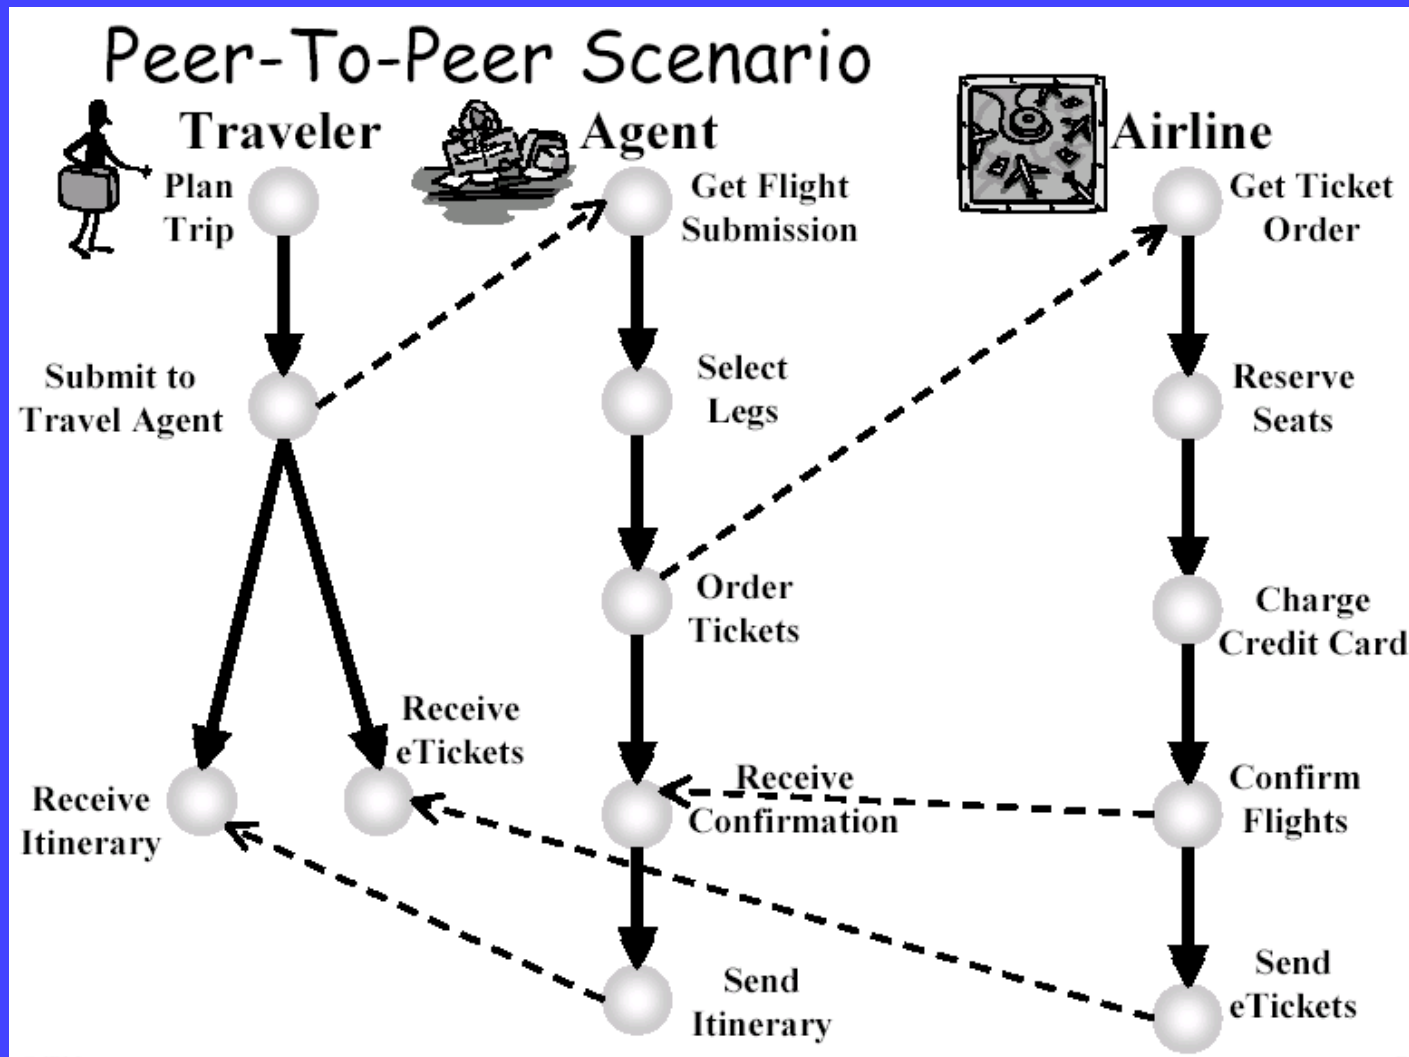 Peer-To-Peer Scenario
Traveler
Agent
Airline
Plan
Trip
Get Flight
Submission
Get Ticket
Order
Submit to
Travel Agent
Select
Legs
Reserve
Seats
Order
Tickets
Charge
Credit Card
Receive
eTickets
Receive
Itinerary
Receive
Confirmation
Confirm
Flights
Send
Itinerary
Send
eTickets